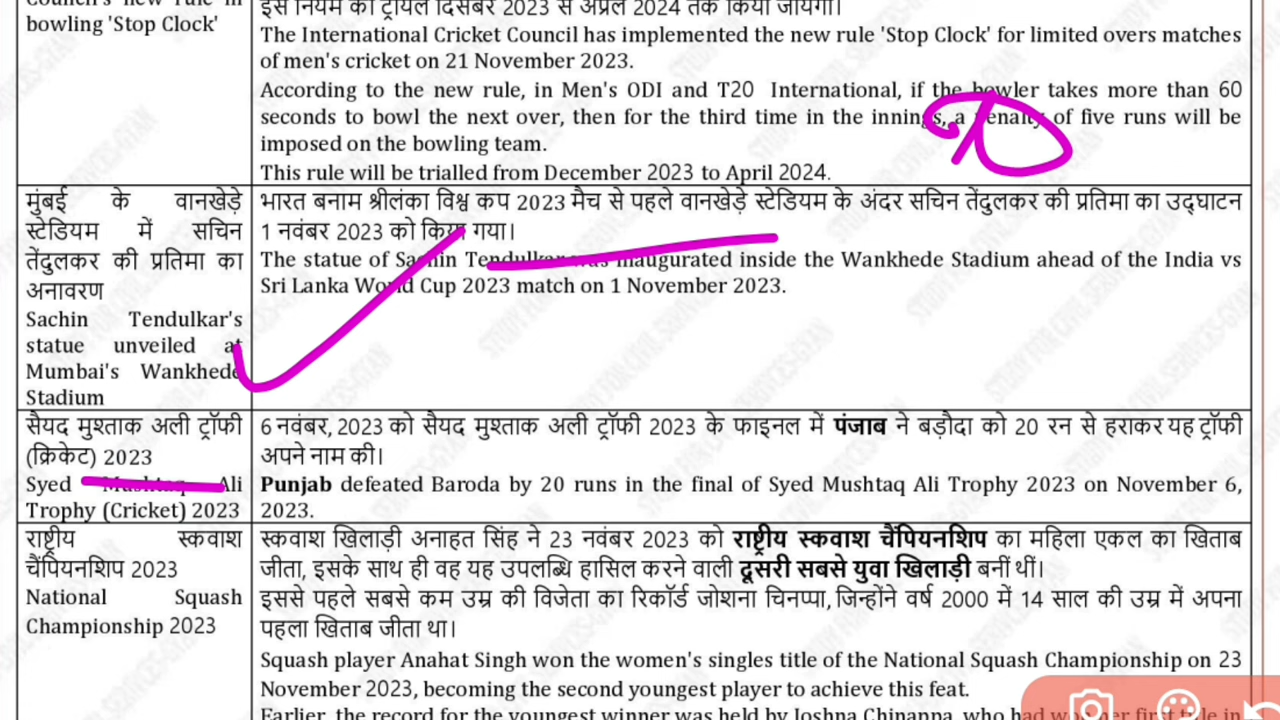 Council's new rule in
bowling 'Stop Clock'
इस नियम का ट्रायल दिसंबर 2023 से अप्रैल 2024 तक किया जायेगा।
The International Cricket Council has implemented the new rule 'Stop Clock' for limited overs matches
of men's cricket on 21 November 2023.
According to the new rule, in Men's ODI and T20 International, if the bowler takes more than 60
seconds to bowl the next over, then for the third time in the innings, a penalty of five runs will be
imposed on the bowling team.
This rule will be trialled from December 2023 to April 2024.
मुंबई के वानखेड़े
स्टेडियम में सचिन
तेंदुलकर की प्रतिमा का
अनावरण
Sachin Tendulkar's
statue unveiled at
Mumbai's Wankhede
Stadium
भारत बनाम श्रीलंका विश्व कप 2023 मैच से पहले वानखेड़े स्टेडियम के अंदर सचिन तेंदुलकर की प्रतिमा का उद्घाटन
1 नवंबर 2023 को किया गया।
The statue of Sachin Tendulkar was inaugurated inside the Wankhede Stadium ahead of the India vs
Sri Lanka World Cup 2023 match on 1 November 2023.
सैयद मुश्ताक अली ट्रॉफी
(क्रिकेट) 2023
Syed Mushtaq Ali
Trophy (Cricket) 2023
6 नवंबर, 2023 को सैयद मुश्ताक अली ट्रॉफी 2023 के फाइनल में पंजाब ने बड़ौदा को 20 रन से हराकर यह ट्रॉफी
अपने नाम की।
Punjab defeated Baroda by 20 runs in the final of Syed Mushtaq Ali Trophy 2023 on November 6,
2023.
राष्ट्रीय स्कवाश
चैंपियनशिप 2023
National Squash
Championship 2023
स्कवाश खिलाड़ी अनाहत सिंह ने 23 नवंबर 2023 को राष्ट्रीय स्कवाश चैंपियनशिप का महिला एकल का खिताब
जीता, इसके साथ ही वह यह उपलब्धि हासिल करने वाली दूसरी सबसे युवा खिलाड़ी बनीं थीं।
इससे पहले सबसे कम उम्र की विजेता का रिकॉर्ड जोशना चिनप्पा, जिन्होंने वर्ष 2000 में 14 साल की उम्र में अपना
पहला खिताब जीता था।
Squash player Anahat Singh won the women's singles title of the National Squash Championship on 23
November 2023, becoming the second youngest player to achieve this feat.
Earlier, the record for the youngest winner was held by Joshna Chinappa, who had won her first title in